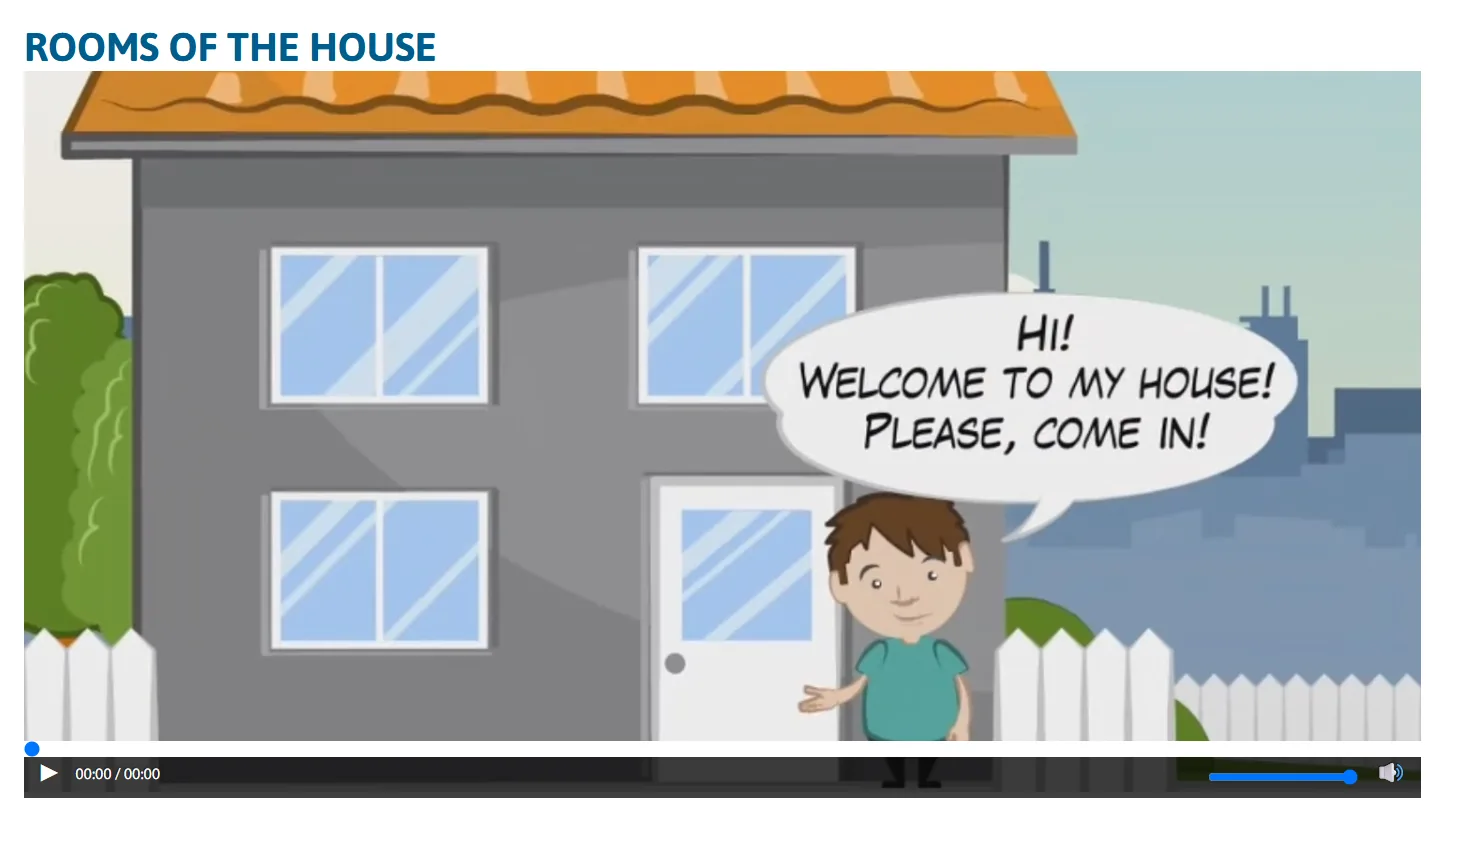 ROOMS OF THE HOUSE
HI!
WELCOME TO MY HOUSE!
PLEASE, COME IN!
00:00 / 00:00